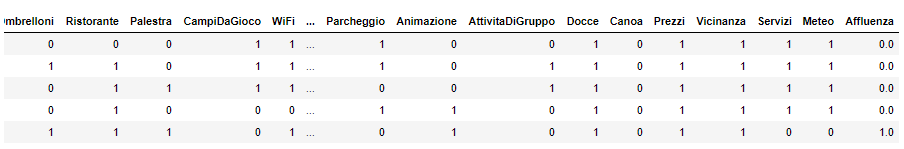 Ristorante Palestra CampiDaGioco WiFi ... Parcheggio Animazione AttivitaDiGruppo Docce Canoa Prezzi Vicinanza Servizi Meteo Affluenza
0 0 0 1 1 ... 1 0 0 1 0 1 1 1 1 0.0
1 1 0 1 1 ... 1 0 1 1 0 1 1 1 1 0.0
0 1 1 1 1 ... 0 0 1 1 0 1 1 1 1 0.0
0 1 0 0 0 ... 1 1 0 1 0 1 1 1 1 0.0
1 1 1 0 1 ... 0 1 0 1 0 1 1 0 0 1.0